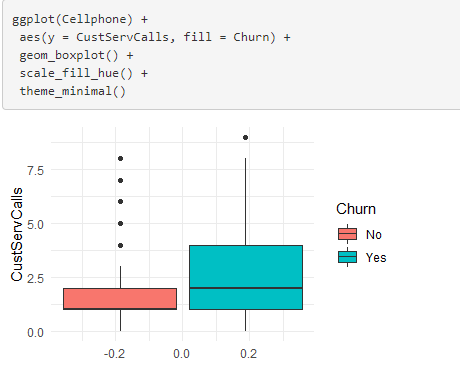 ggplot(Cellphone) +
 aes(y = CustServCalls, fill = Churn) +
 geom_boxplot() +
 scale_fill_hue() +
 theme_minimal()
7.5
5.0
2.5
0.0
CustServCalls
-0.2 0.0 0.2
Churn
No
Yes